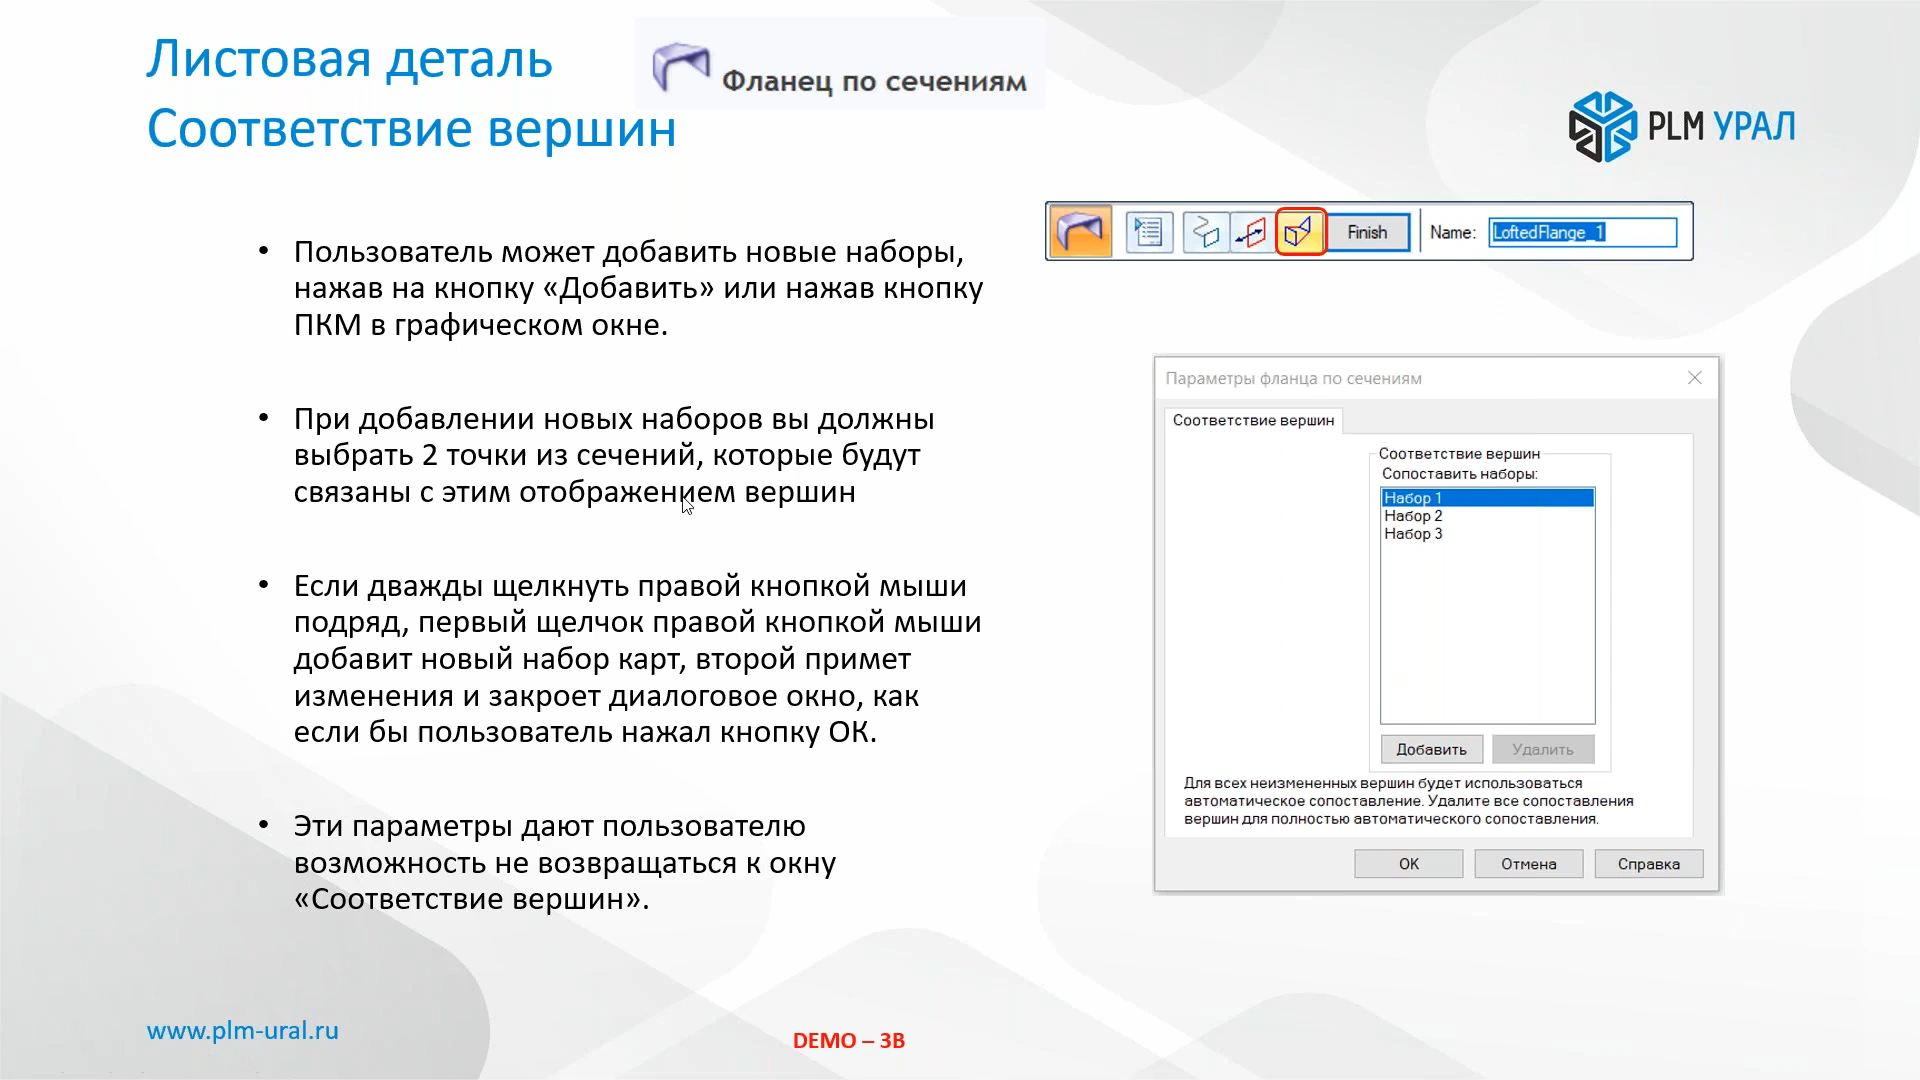 Листовая деталь
Фланец по сечениям
Соответствие вершин
PLM УРАЛ
Finish
Name:
LoftedFlange_1
• Пользователь может добавить новые наборы,
нажав на кнопку «Добавить» или нажав кнопку
ПКМ в графическом окне.
• При добавлении новых наборов вы должны
выбрать 2 точки из сечений, которые будут
связаны с этим отображением вершин
• Если дважды щелкнуть правой кнопкой мыши
подряд, первый щелчок правой кнопкой мыши
добавит новый набор карт, второй примет
изменения и закроет диалоговое окно, как
если бы пользователь нажал кнопку ОК.
• Эти параметры дают пользователю
возможность не возвращаться к окну
«Соответствие вершин».
Параметры фланца по сечениям
Соответствие вершин
Соответствие вершин
Сопоставить наборы:
Набор 1
Набор 2
Набор 3
Добавить
Удалить
Для всех неизмененных вершин будет использоваться
автоматическое сопоставление. Удалите все сопоставления
вершин для полностью автоматического сопоставления.
ОК
Отмена
Справка
www.plm-ural.ru
DEMO – 3B